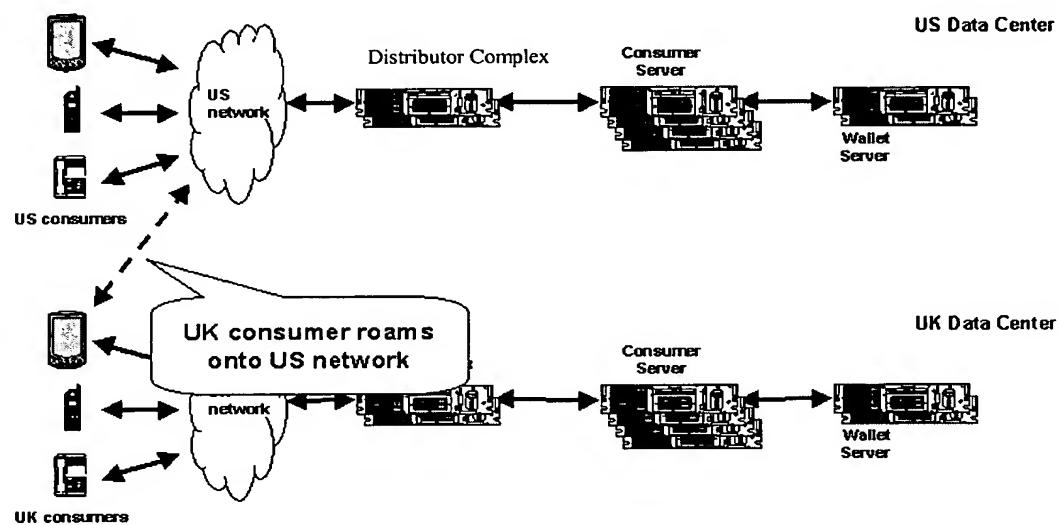 US Data Center
Distributor Complex
Consumer
Server
US
network
Wallet
Server
US consumers
UK consumer roams
onto US network
UK Data Center
Consumer
Server
network
Wallet
Server
UK consumers